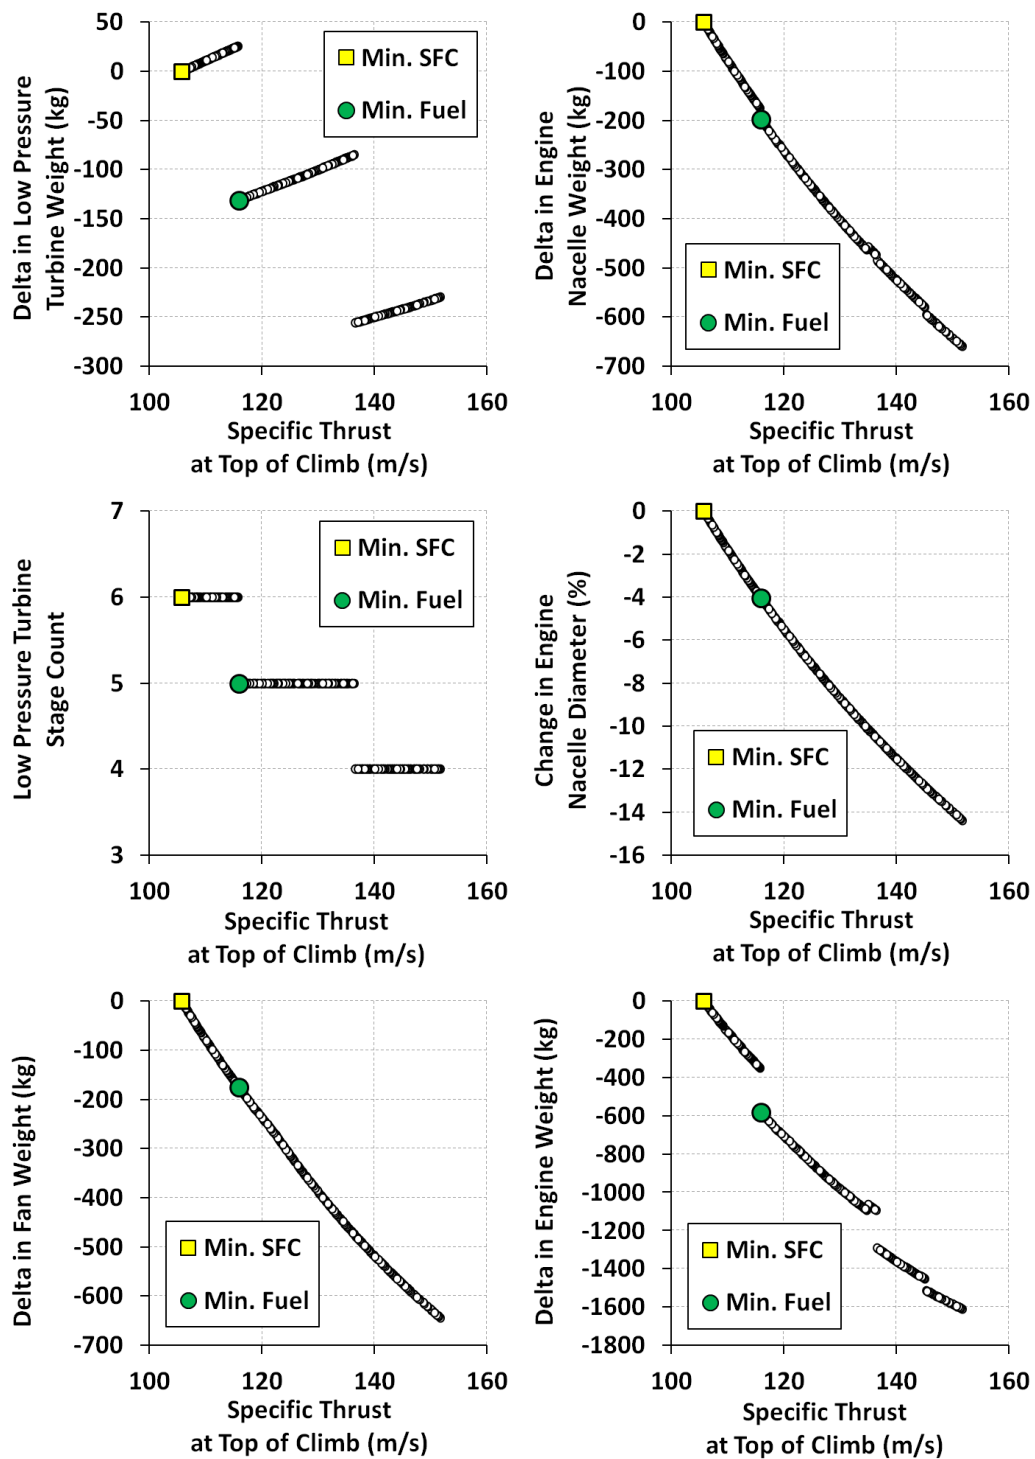 Delta in Low Pressure
Turbine Weight (kg)
50
0
-50
-100
-150
-200
-250
-300
Min. SFC
Min. Fuel
100 120 140 160
Specific Thrust
at Top of Climb (m/s)
Delta in Engine
Nacelle Weight (kg)
0
-100
-200
-300
-400
-500
-600
-700
Min. SFC
Min. Fuel
100 120 140 160
Specific Thrust
at Top of Climb (m/s)
Low Pressure Turbine
Stage Count
7
6
5
4
3
Min. SFC
Min. Fuel
100 120 140 160
Specific Thrust
at Top of Climb (m/s)
Change in Engine
Nacelle Diameter (%)
0
-2
-4
-6
-8
-10
-12
-14
-16
Min. SFC
Min. Fuel
100 120 140 160
Specific Thrust
at Top of Climb (m/s)
Delta in Fan Weight (kg)
0
-100
-200
-300
-400
-500
-600
-700
Min. SFC
Min. Fuel
100 120 140 160
Specific Thrust
at Top of Climb (m/s)
Delta in Engine Weight (kg)
0
-200
-400
-600
-800
-1000
-1200
-1400
-1600
-1800
Min. SFC
Min. Fuel
100 120 140 160
Specific Thrust
at Top of Climb (m/s)